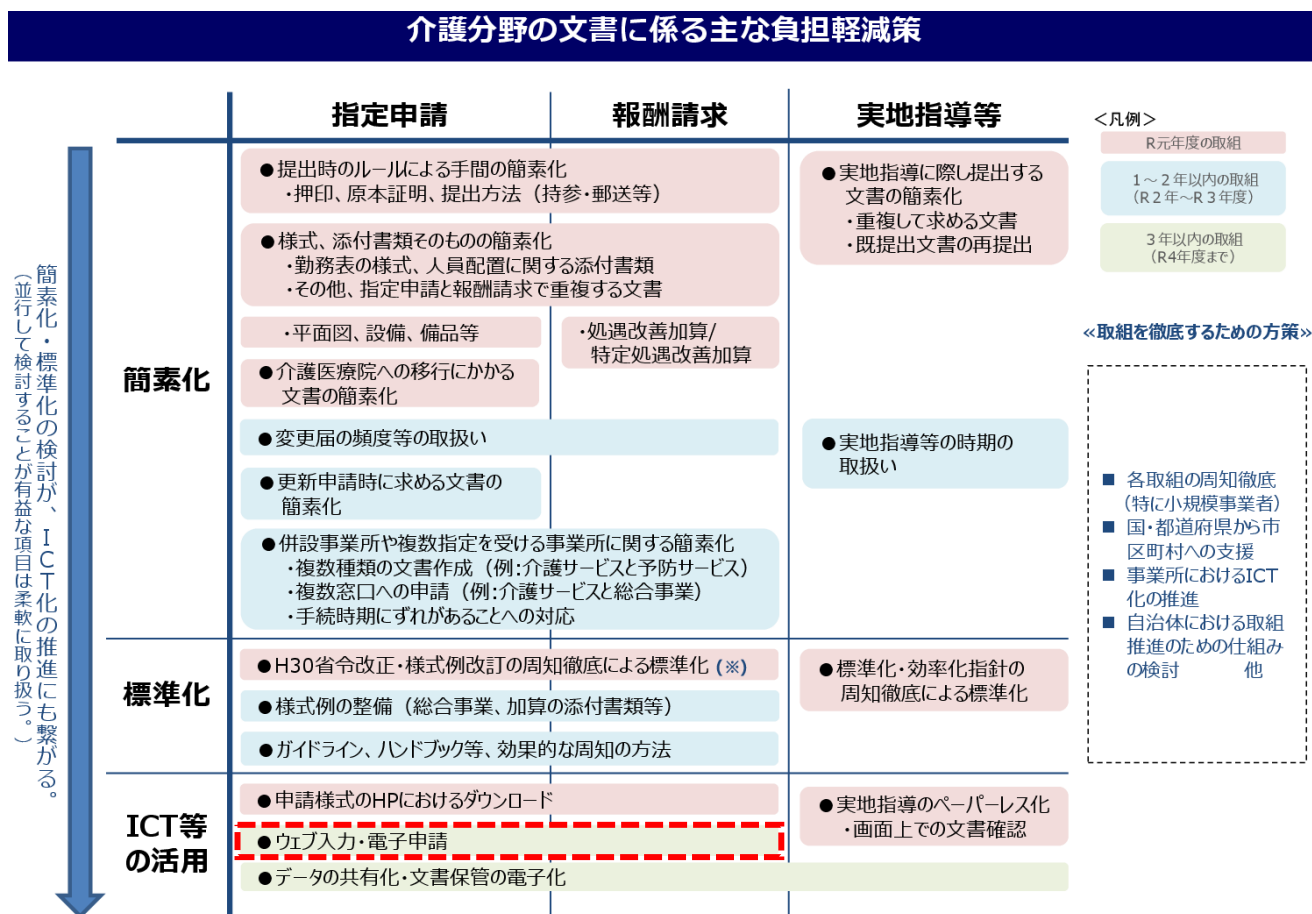 介護分野の文書に係る主な負担軽減策
指定申請
報酬請求
実地指導等
簡素化
●提出時のルールによる手間の簡素化
・押印、原本証明、提出方法（持参・郵送等）
●様式、添付書類そのものの簡素化
・勤務表の様式、人員配置に関する添付書類
・その他、指定申請と報酬請求で重複する文書
・平面図、設備、備品等
・処遇改善加算/
特定処遇改善加算
●介護医療院への移行にかかる
文書の簡素化
●変更届の頻度等の取扱い
●更新申請時に求める文書の
簡素化
●併設事業所や複数指定を受ける事業所に関する簡素化
・複数種類の文書作成（例:介護サービスと予防サービス）
・複数窓口への申請（例:介護サービスと総合事業）
・手続時期にずれがあることへの対応
●実地指導に際し提出する
文書の簡素化
・重複して求める文書
・既提出文書の再提出
●実地指導等の時期の
取扱い
標準化
●H30省令改正・様式例改訂の周知徹底による標準化(※)
●様式例の整備（総合事業、加算の添付書類等）
●ガイドライン、ハンドブック等、効果的な周知の方法
●標準化・効率化指針の
周知徹底による標準化
ICT等
の活用
●申請様式のHPにおけるダウンロード
●ウェブ入力・電子申請
●データの共有化・文書保管の電子化
●実地指導のペーパーレス化
・画面上での文書確認
簡素化・標準化の検討が、ICT化の推進にも繋がる。
（並行して検討することが有益な項目は柔軟に取り扱う。）
＜凡例＞
R元年度の取組
1～2年以内の取組
（R2年～R3年度）
3年以内の取組
（R4年度まで）
≪取組を徹底するための方策≫
■ 各取組の周知徹底
（特に小規模事業者）
■ 国・都道府県から市
区町村への支援
■ 事業所におけるICT
化の推進
■ 自治体における取組
推進のための仕組み
の検討　　他